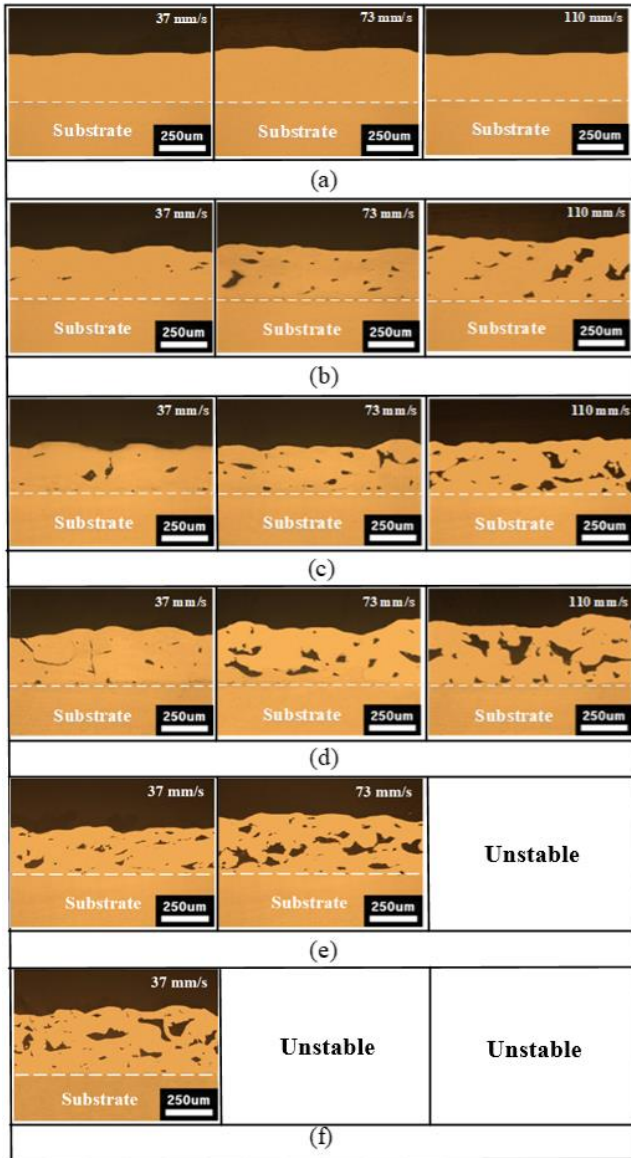 37 mm/s 73 mm/s 110 mm/s
Substrate 250um Substrate 250um Substrate 250um
(a)
37 mm/s 73 mm/s 110 mm/s
Substrate 250um Substrate 250um Substrate 250um
(b)
37 mm/s 73 mm/s 110 mm/s
Substrate 250um Substrate 250um Substrate 250um
(c)
37 mm/s 73 mm/s 110 mm/s
Substrate 250um Substrate 250um Substrate 250um
(d)
37 mm/s 73 mm/s
Unstable
Substrate 250um Substrate 250um
(e)
37 mm/s
Unstable Unstable
Substrate 250um
(f)